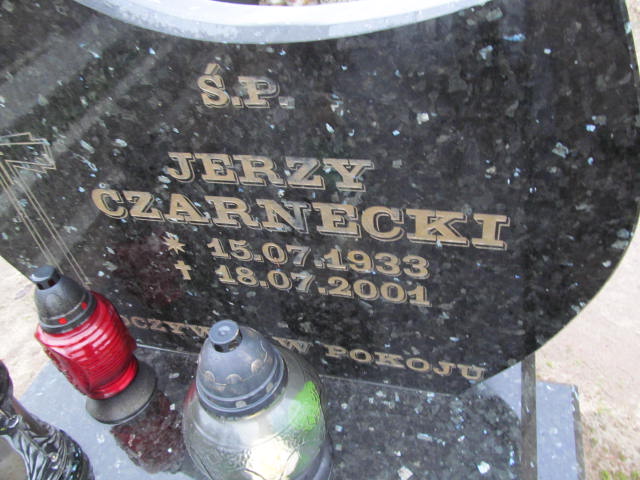 Ś.P.
JERZY
CZARNECKI
* 15.07.1933
† 18.07.2001
W POKOJU